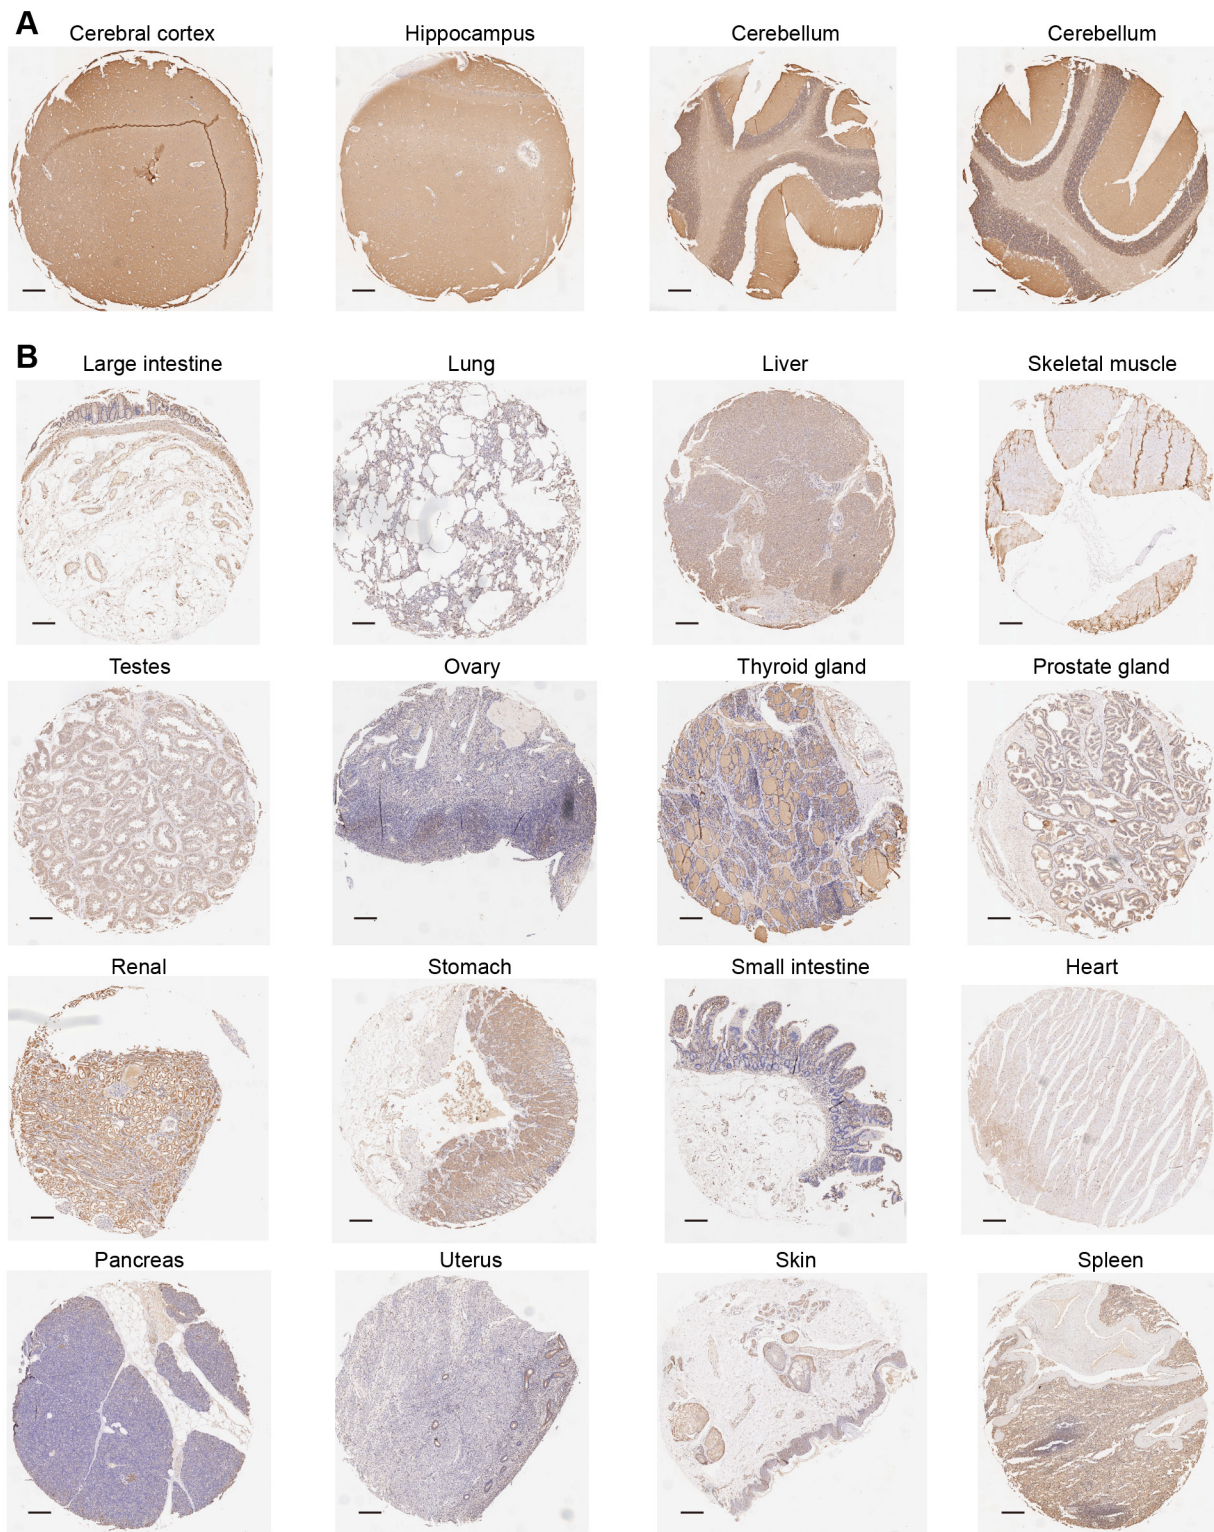 A
Cerebral cortex
Hippocampus
Cerebellum
Cerebellum
B
Large intestine
Lung
Liver
Skeletal muscle
Testes
Ovary
Thyroid gland
Prostate gland
Renal
Stomach
Small intestine
Heart
Pancreas
Uterus
Skin
Spleen